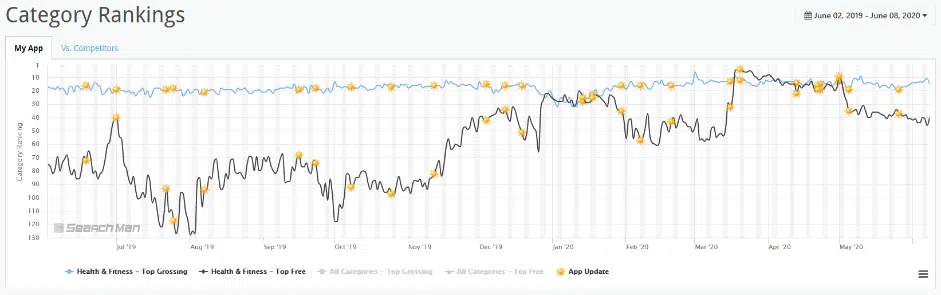 Category Rankings
June 02, 2019 - June 08, 2020
My App
Vs. Competitors
1
10
20
30
40
50
60
70
80
90
100
110
120
130
Category Ranking
SearchMan
Jul '19
Aug '19
Sep '19
Oct '19
Nov '19
Dec '19
Jan '20
Feb '20
Mar '20
Apr '20
May '20
Health & Fitness - Top Grossing
Health & Fitness - Top Free
All Categories - Top Grossing
All Categories - Top Free
App Update